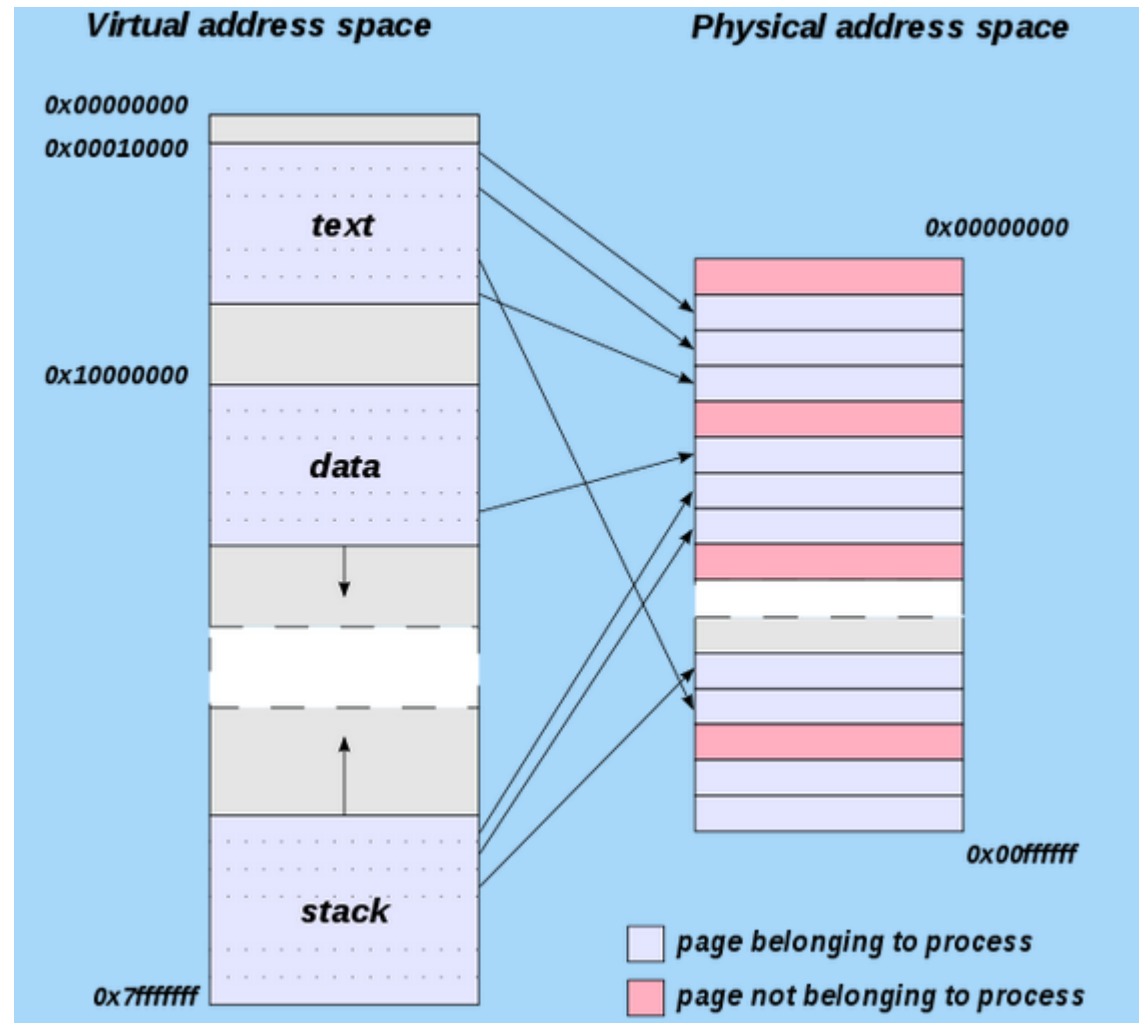 Virtual address space
Physical address space
0x00000000
0x00010000
text
0x10000000
data
stack
0x7fffffff
0x00000000
0x00ffffff
page belonging to process
page not belonging to process